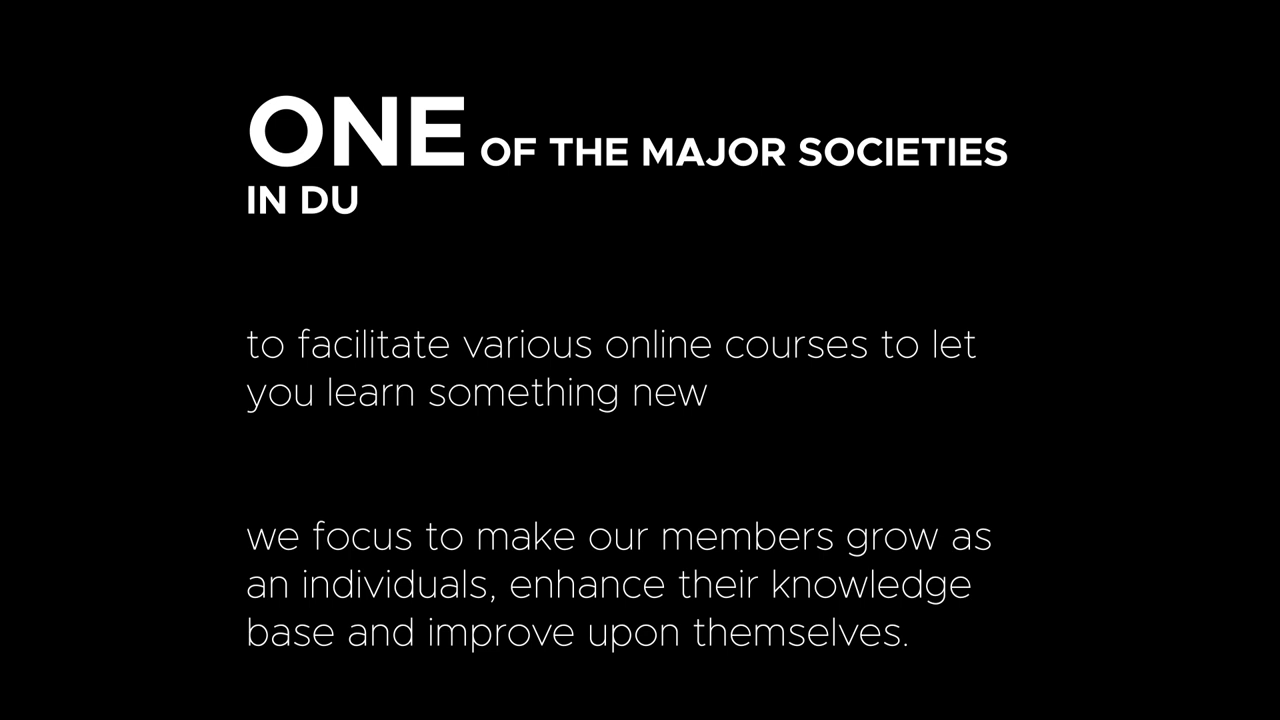 ONE OF THE MAJOR SOCIETIES
IN DU
to facilitate various online courses to let
you learn something new
we focus to make our members grow as
an individuals, enhance their knowledge
base and improve upon themselves.